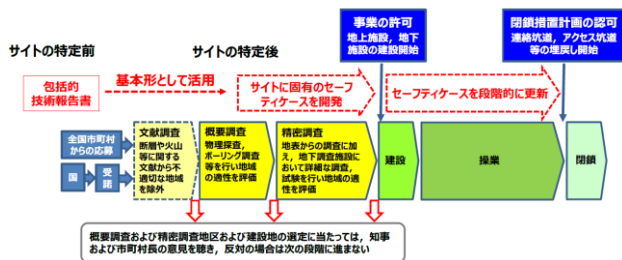 事業の許可
地上施設,地下
施設の建設開始
閉鎖措置計画の認可
連絡坑道,アクセス坑道
等の埋戻し開始
サイトの特定前
サイトの特定後
包括的
技術報告書
基本形として活用
サイトに固有のセーフ
ティケースを開発
セーフティケースを段階的に更新
全国市町村
からの応募
国
受
諾
文献調査
断層や火山
等に関する
文献から不
適切な地域
を除外
概要調査
物理探査,
ボーリング調査
等を行い地域
の適性を評価
精密調査
地表からの調査に加
え,地下調査施設に
おいて詳細な調査,
試験を行い地域の適
性を評価
建設
操業
閉鎖
概要調査および精密調査地区および建設地の選定に当たっては,知事
および市町村長の意見を聴き,反対の場合は次の段階に進まない